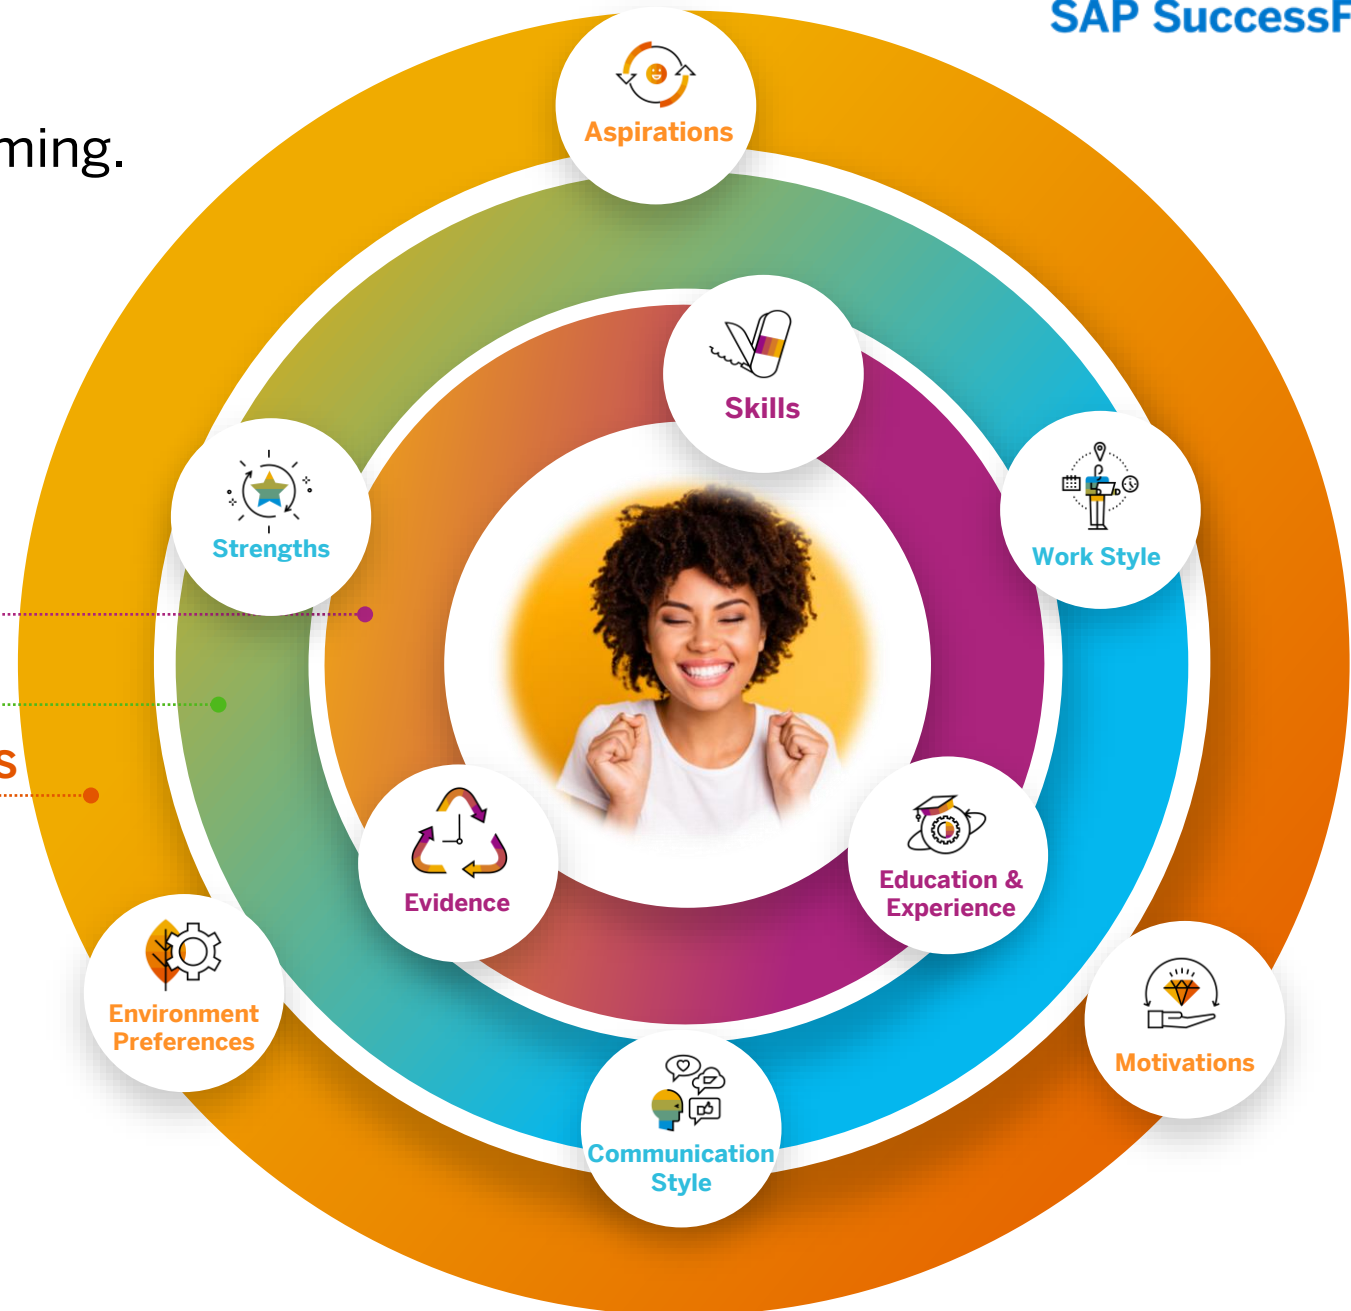 SAP SuccessF
ming.
Aspirations
Skills
Strengths
Work Style
s
Evidence
Education &
Experience
Environment
Preferences
Motivations
Communication
Style